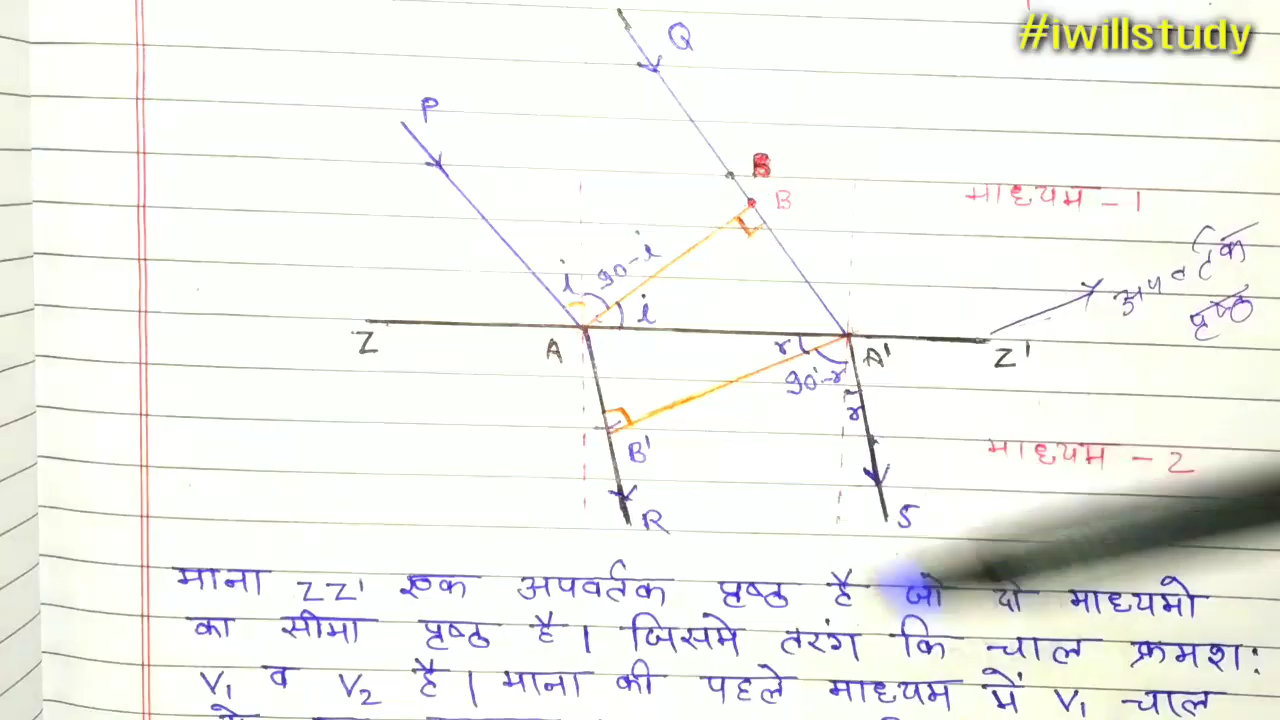 #iwillstudy
Q
P
B
B
माध्यम - 1
i 90-i
i
अपवर्तक
पृष्ठ
Z A r A' Z'
90-r
r
B'
माध्यम - 2
R S
माना ZZ' एक अपवर्तक पृष्ठ है जो दो माध्यमो
का सीमा पृष्ठ है। जिसमे तरंग कि चाल क्रमश:
V₁ व V₂ है। माना की पहले माध्यम में V₁ चाल